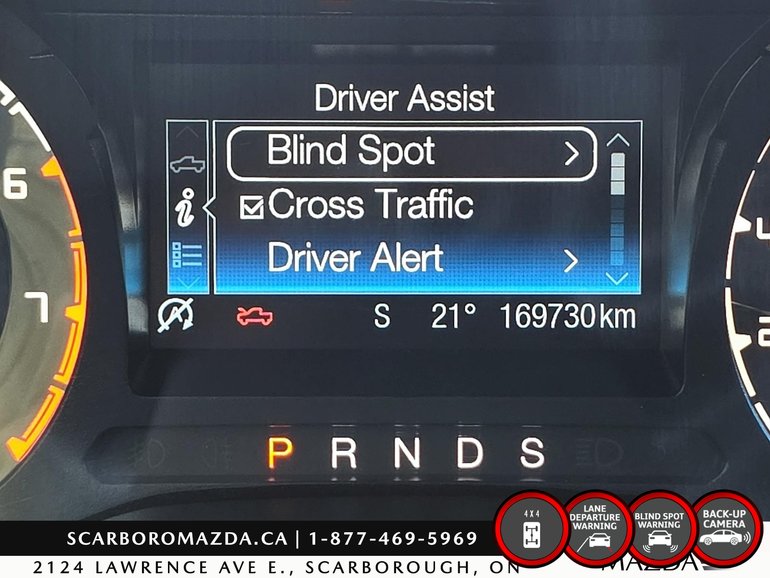 Driver Assist
Blind Spot
Cross Traffic
Driver Alert
S 21° 169730km
6
7
P R N D S
4X4
LANE
DEPARTURE
WARNING
BLIND SPOT
WARNING
BACK-UP
CAMERA
SCARBOROMAZDA.CA | 1-877-469-5969
2124 LAWRENCE AVE E., SCARBOROUGH, ON
MAZDA